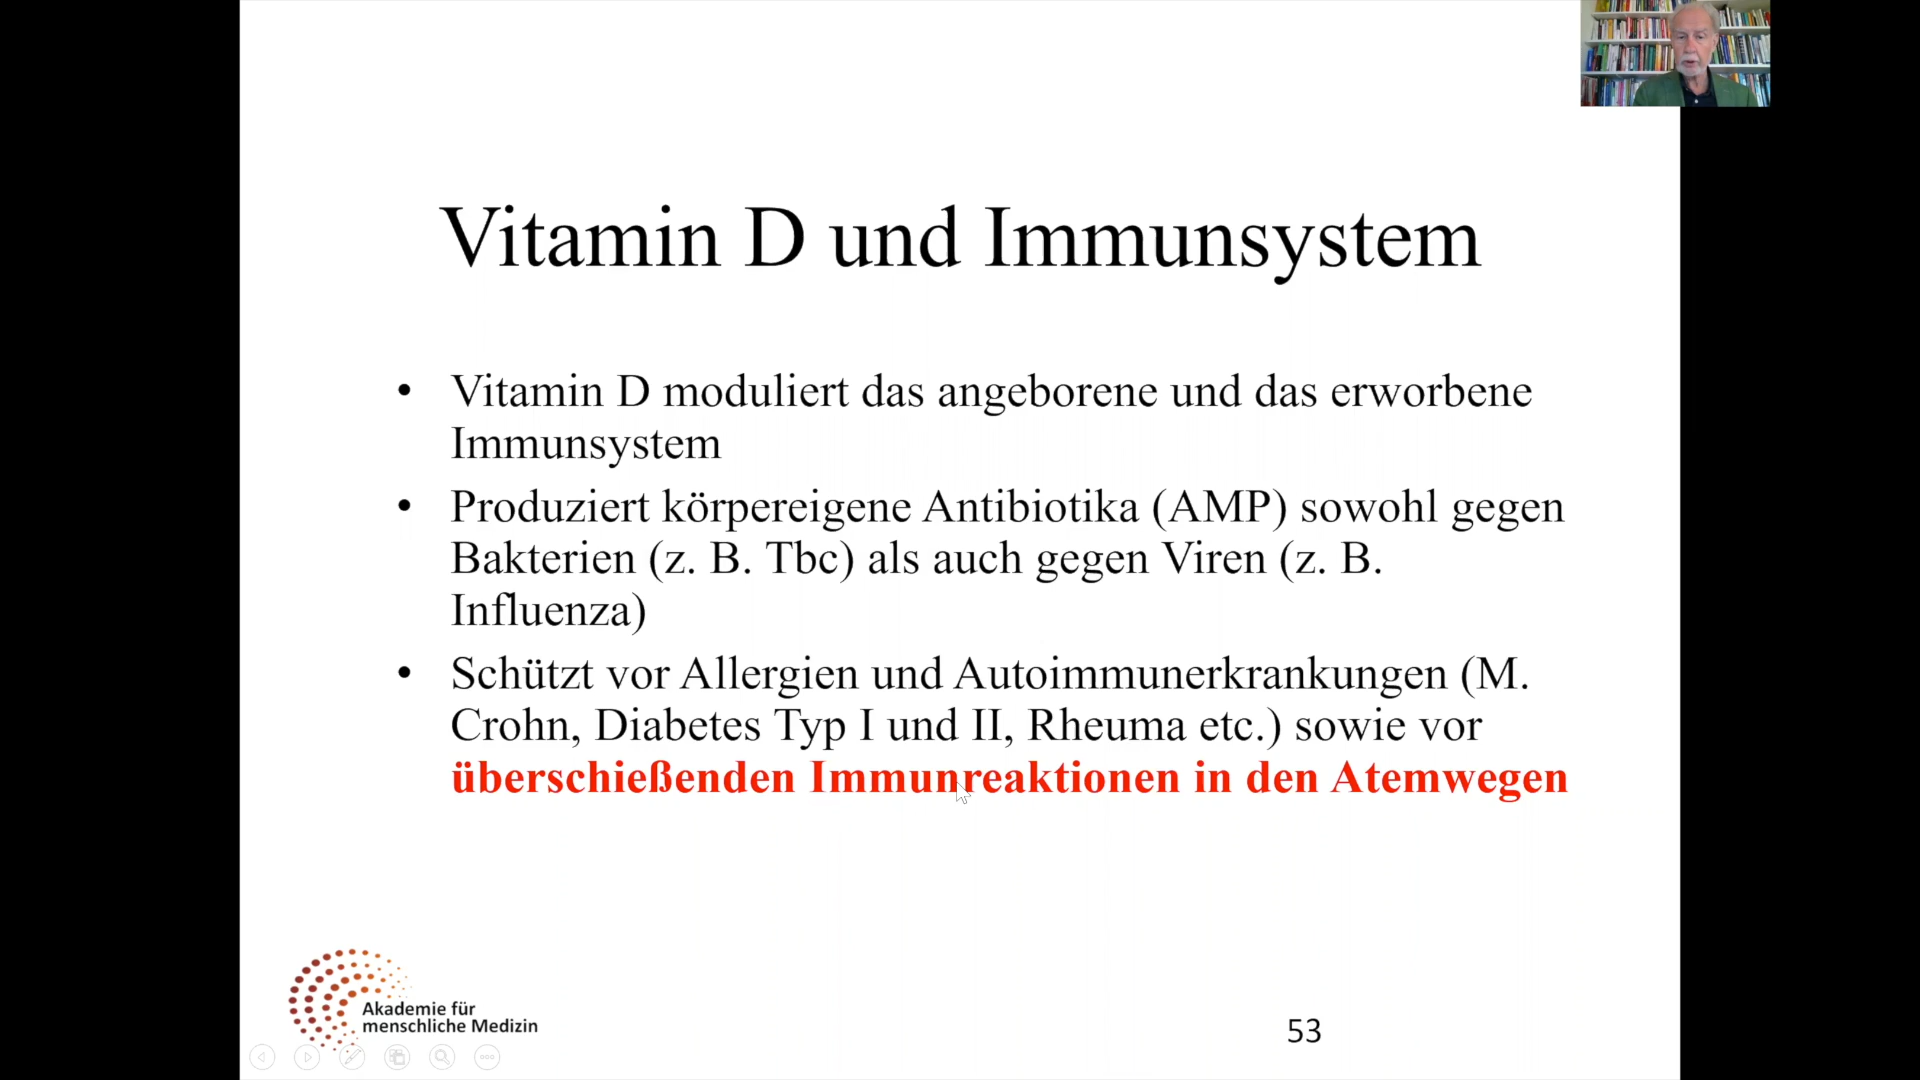 Vitamin D und Immunsystem
• Vitamin D moduliert das angeborene und das erworbene
Immunsystem
• Produziert körpereigene Antibiotika (AMP) sowohl gegen
Bakterien (z. B. Tbc) als auch gegen Viren (z. B.
Influenza)
• Schützt vor Allergien und Autoimmunerkrankungen (M.
Crohn, Diabetes Typ I und II, Rheuma etc.) sowie vor
überschießenden Immunreaktionen in den Atemwegen
Akademie für
menschliche Medizin
53